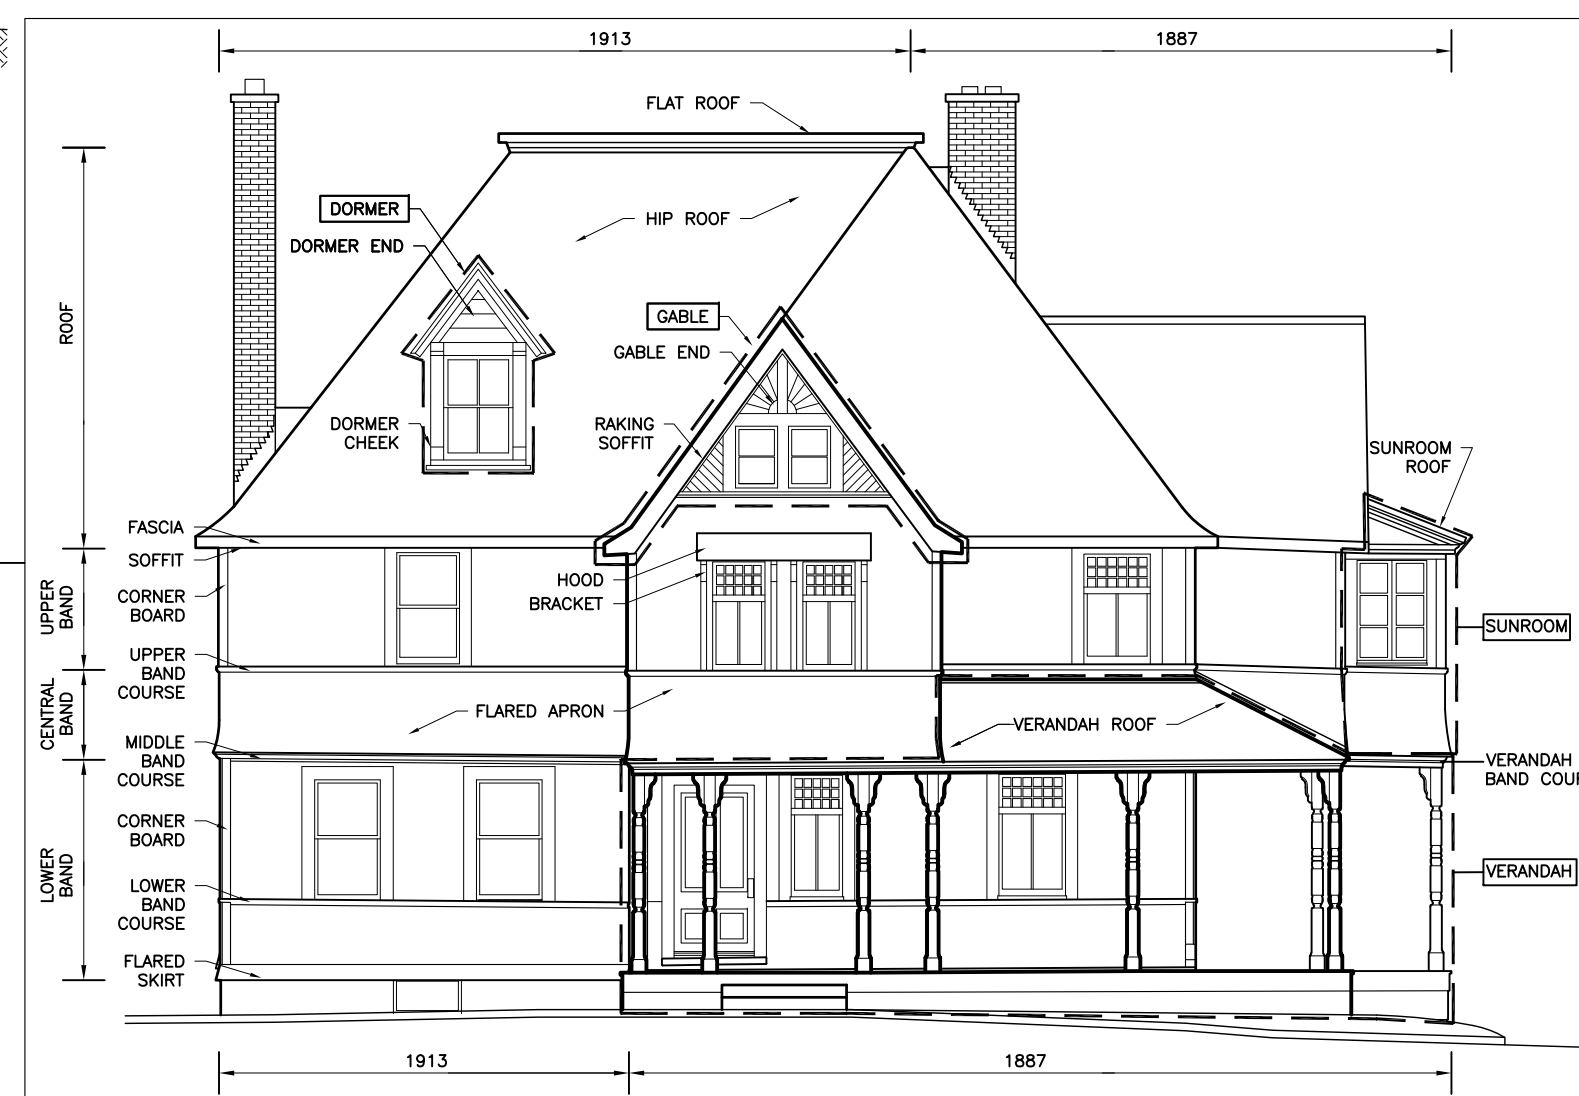 1913
1887
FLAT ROOF
DORMER
HIP ROOF
DORMER END
ROOF
GABLE
GABLE END
DORMER
CHEEK
RAKING
SOFFIT
SUNROOM
ROOF
FASCIA
SOFFIT
HOOD
BRACKET
CORNER
BOARD
UPPER
BAND
SUNROOM
UPPER
BAND
COURSE
CENTRAL
BAND
FLARED APRON
VERANDAH ROOF
MIDDLE
BAND
COURSE
VERANDAH
BAND COUR
CORNER
BOARD
LOWER
BAND
VERANDAH
LOWER
BAND
COURSE
FLARED
SKIRT
1913
1887